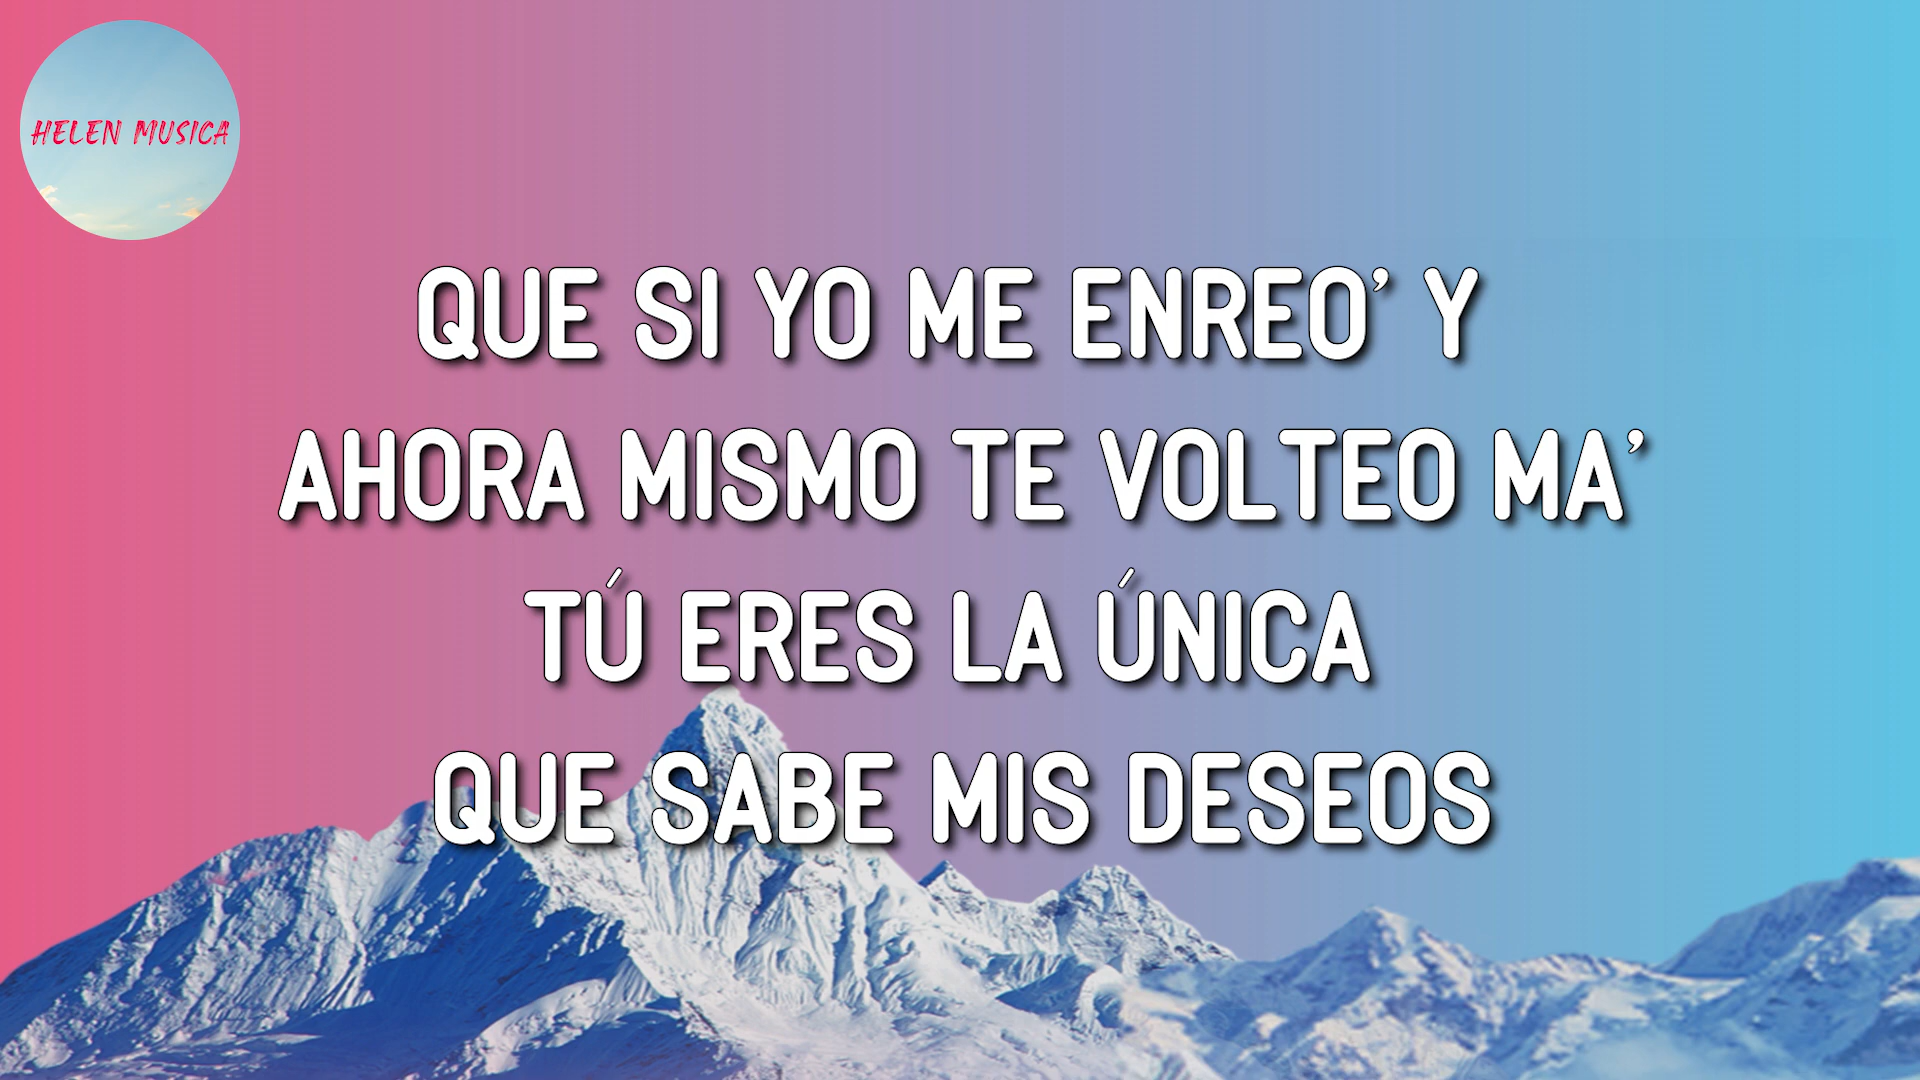 HELEN MUSICA
QUE SI YO ME ENREO' Y
AHORA MISMO TE VOLTEO MA'
TÚ ERES LA ÚNICA
QUE SABE MIS DESEOS